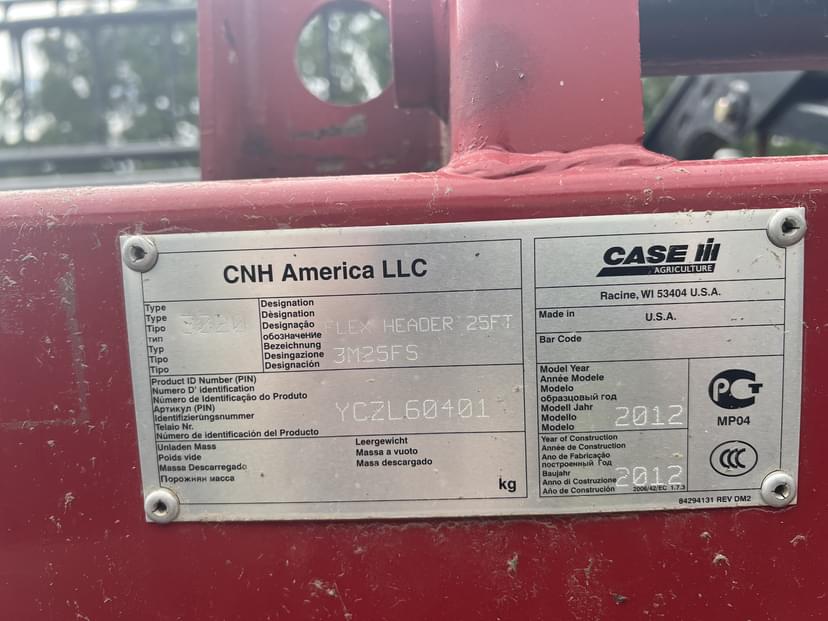 CNH America LLC
Type
Type
Tipo
тип
Typ
Tipo
Tipo
3020
Designation
Dèsignation
Designação
обозначение
Bezeichnung
Desingazione
Designación
FLEX HEADER 25FT
3M25FS
Product ID Number (PIN)
Numero D' identification
Número de Identificação do Produto
Артикул (PIN)
Identifizierungsnummer
Telaio Nr.
Número de identificación del Producto
YCZL60401
Unladen Mass
Poids vide
Massa Descarregado
Порожнян масса
Leergewicht
Massa a vuoto
Masa descargado
kg
CASE IH
AGRICULTURE
Racine, WI 53404 U.S.A.
Made in
U.S.A.
Bar Code
Model Year
Année Modele
Modelo
образцовый год
Modell Jahr
Modello
Modelo
2012
Year of Construction
Année de Construction
Ano de Fabricação
построенный Год
Baujahr
Anno di Costruzione
Año de Construción
2012
2006/42/EC 1.7.3
РСТ
MP04
CCC
84294131 REV DM2